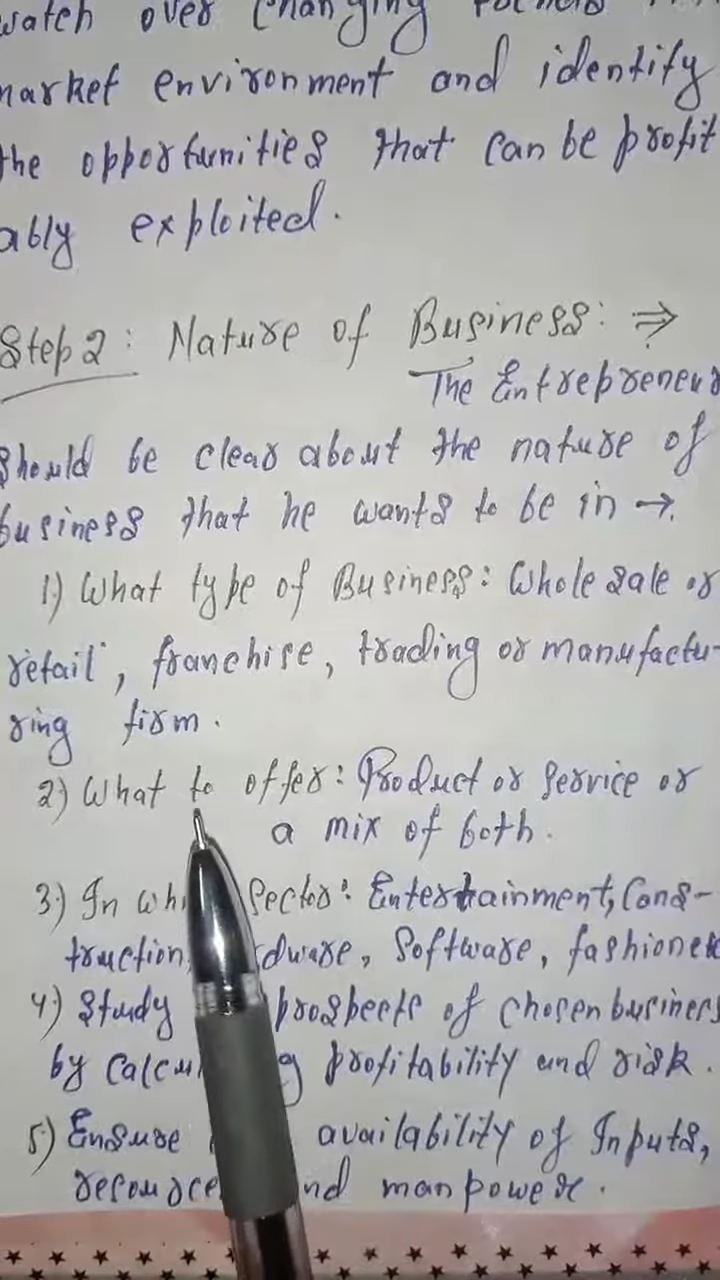 watch over changing
market environment and identify
the opportunities that can be profit
ably exploited.
Step 2: Nature of Business: ⇒
The Entrepreneur
should be clear about the nature of
business that he wants to be in →.
1) What type of Business: Whole sale or
retail, franchise, trading or manufactu-
ring firm.
2) What to offer: Product or service or
a mix of both.
3) In whi Sector: Entertainment, Cons-
truction, dware, Software, fashion etc
4) Study prospects of chosen business
by calcu g profitability and risk.
5) Ensure availability of Inputs,
resource nd manpower.